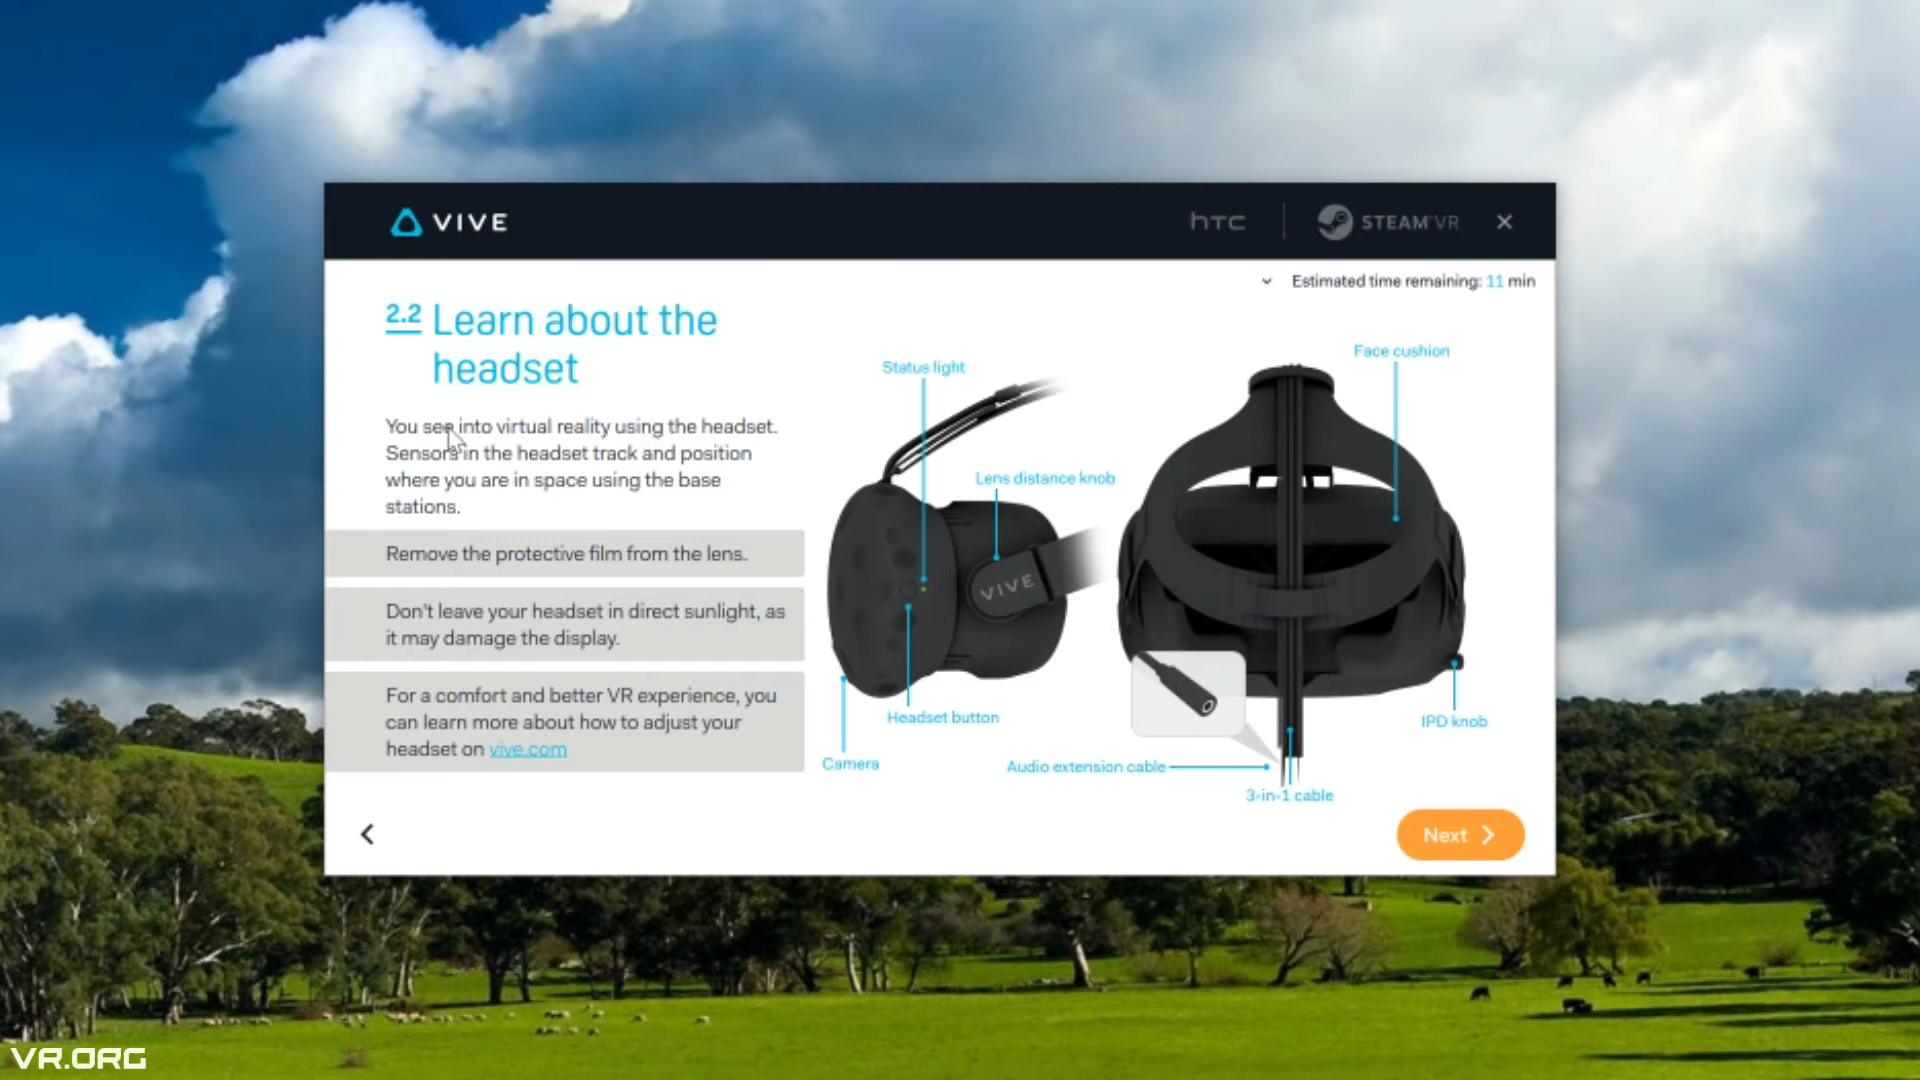 VIVE
hTC
STEAM VR
Estimated time remaining: 11 min
2.2 Learn about the
headset
You see into virtual reality using the headset.
Sensors in the headset track and position
where you are in space using the base
stations.
Remove the protective film from the lens.
Don't leave your headset in direct sunlight, as
it may damage the display.
For a comfort and better VR experience, you
can learn more about how to adjust your
headset on vive.com
Status light
Face cushion
Lens distance knob
VIVE
Headset button
IPD knob
Camera
Audio extension cable
3-in-1 cable
Next
VR.ORG